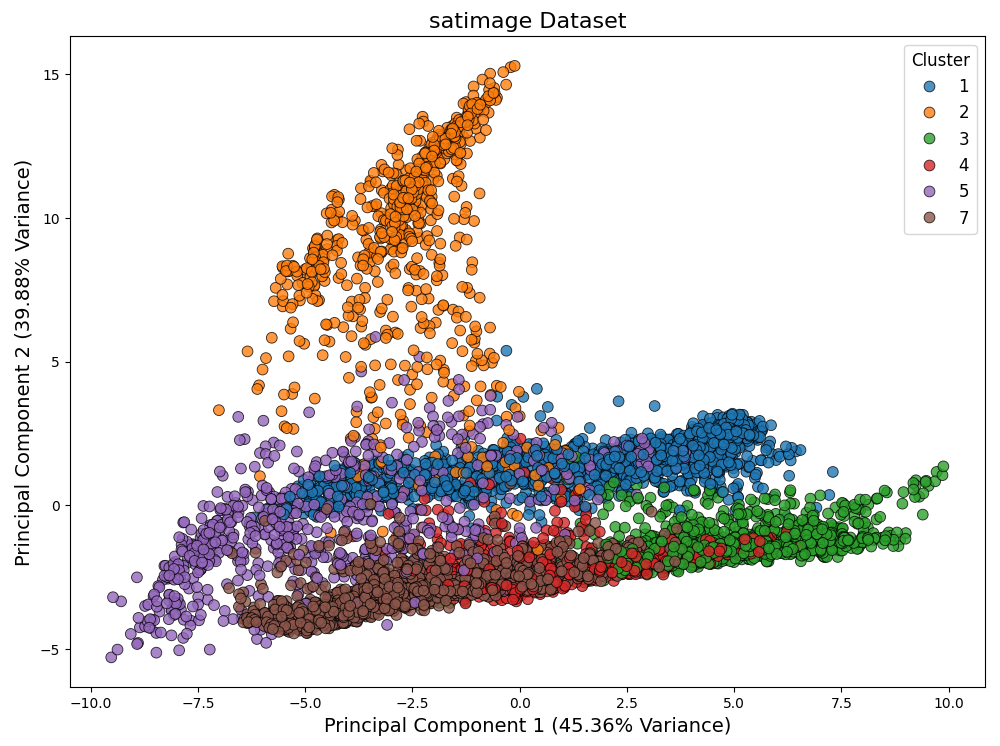 satimage Dataset
Cluster
1
2
3
4
5
7
Principal Component 2 (39.88% Variance)
15
10
5
0
−5
−10.0 −7.5 −5.0 −2.5 0.0 2.5 5.0 7.5 10.0
Principal Component 1 (45.36% Variance)